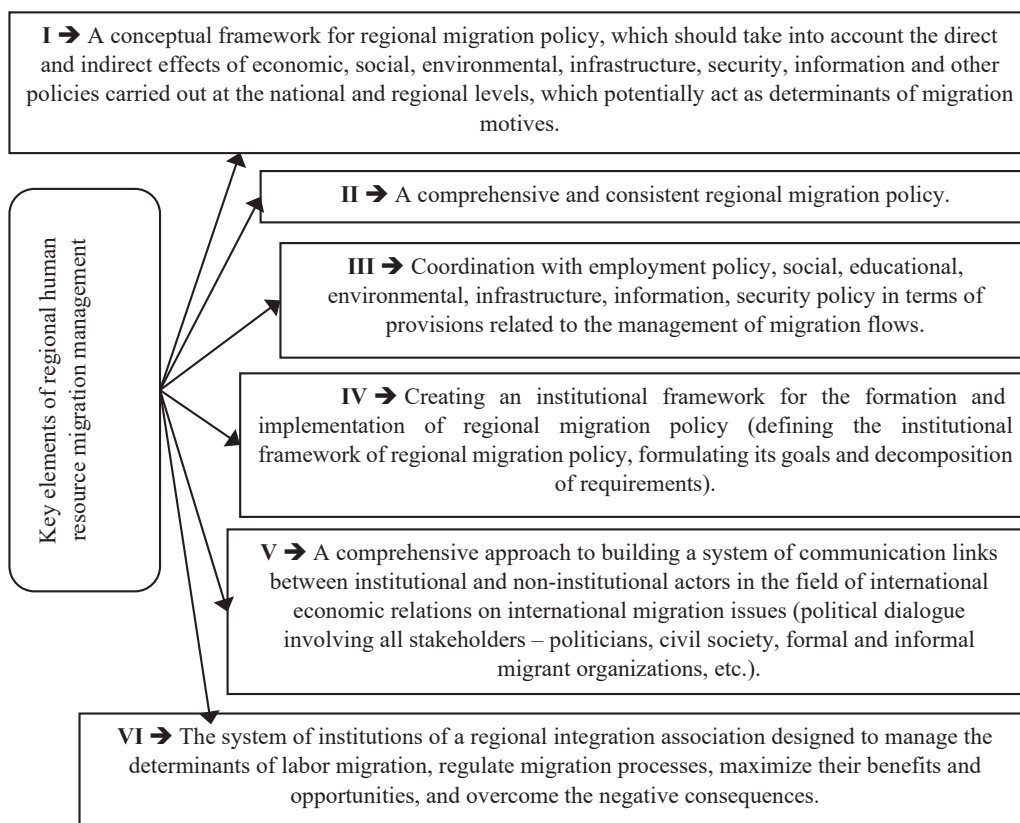 I ➔ A conceptual framework for regional migration policy, which should take into account the direct
and indirect effects of economic, social, environmental, infrastructure, security, information and other
policies carried out at the national and regional levels, which potentially act as determinants of migration
motives.
Key elements of regional human
resource migration management
II ➔ A comprehensive and consistent regional migration policy.
III ➔ Coordination with employment policy, social, educational,
environmental, infrastructure, information, security policy in terms of
provisions related to the management of migration flows.
IV ➔ Creating an institutional framework for the formation and
implementation of regional migration policy (defining the institutional
framework of regional migration policy, formulating its goals and decomposition
of requirements).
V ➔ A comprehensive approach to building a system of communication links
between institutional and non-institutional actors in the field of international
economic relations on international migration issues (political dialogue
involving all stakeholders – politicians, civil society, formal and informal
migrant organizations, etc.).
VI ➔ The system of institutions of a regional integration association designed to manage the
determinants of labor migration, regulate migration processes, maximize their benefits and
opportunities, and overcome the negative consequences.